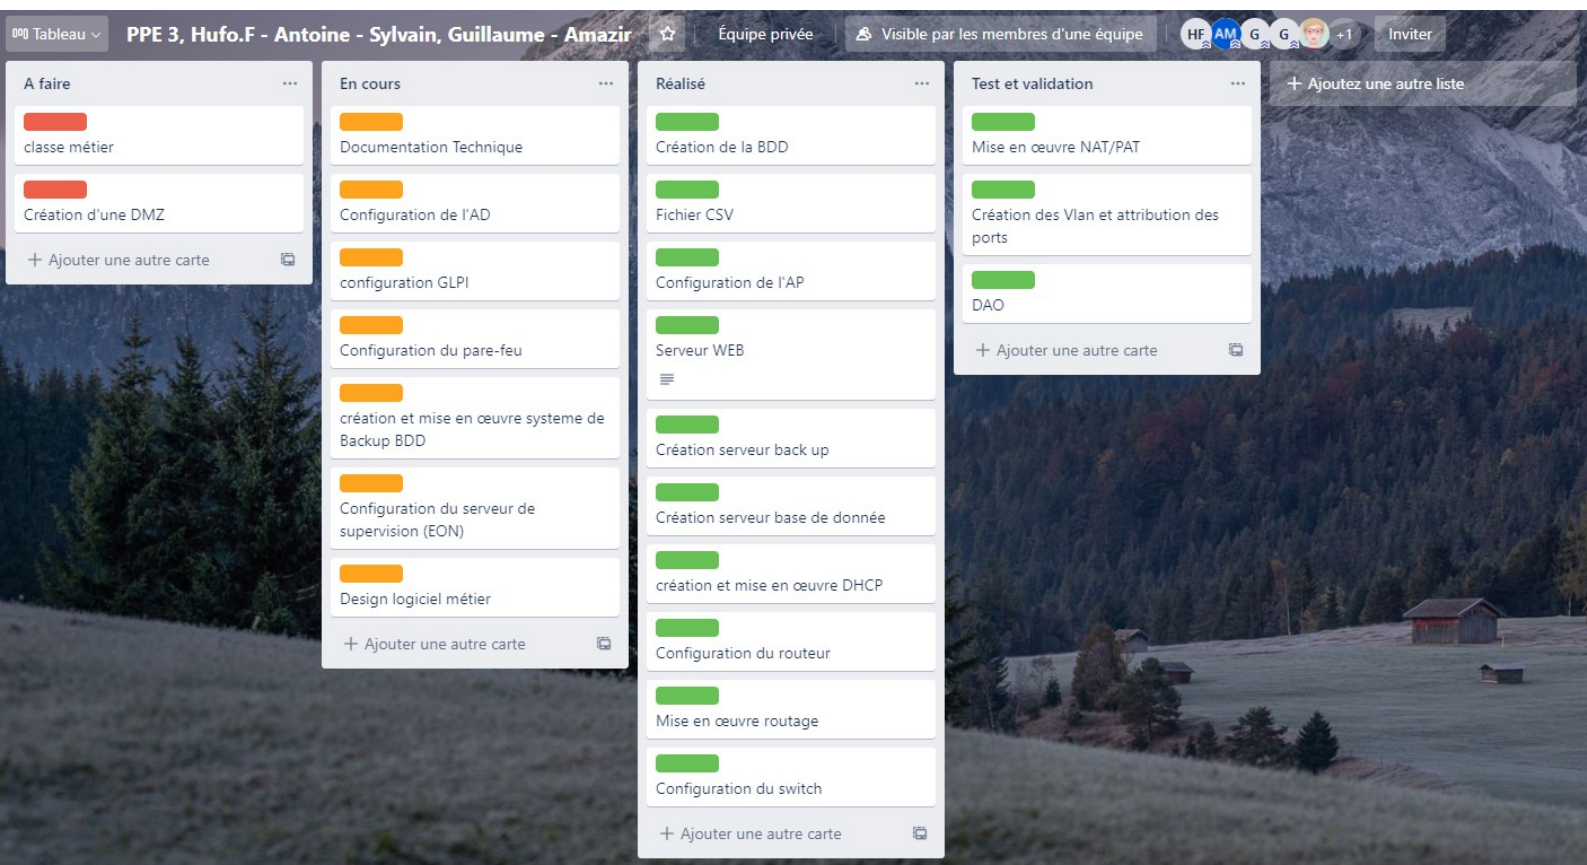 Tableau
PPE 3, Hufo.F - Antoine - Sylvain, Guillaume - Amazir
Équipe privée
Visible par les membres d'une équipe
HF
AM
G
G
+1
Inviter
A faire
classe métier
Création d'une DMZ
+ Ajouter une autre carte
En cours
Documentation Technique
Configuration de l'AD
configuration GLPI
Configuration du pare-feu
création et mise en œuvre systeme de
Backup BDD
Configuration du serveur de
supervision (EON)
Design logiciel métier
+ Ajouter une autre carte
Réalisé
Création de la BDD
Fichier CSV
Configuration de l'AP
Serveur WEB
Création serveur back up
Création serveur base de donnée
création et mise en œuvre DHCP
Configuration du routeur
Mise en œuvre routage
Configuration du switch
+ Ajouter une autre carte
Test et validation
Mise en œuvre NAT/PAT
Création des Vlan et attribution des
ports
DAO
+ Ajouter une autre carte
+ Ajoutez une autre liste